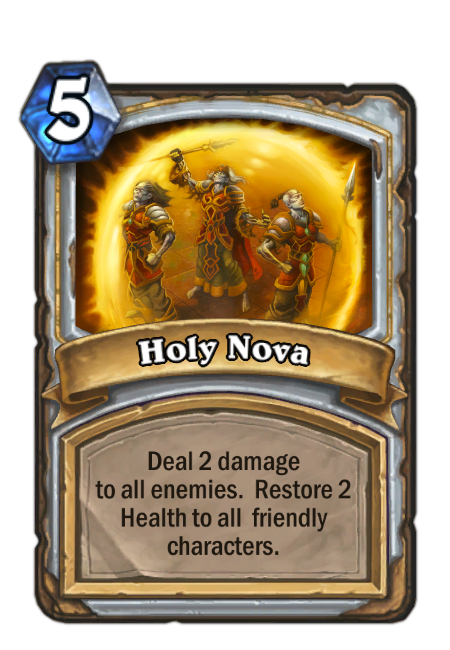 5
Holy Nova
Deal 2 damage
to all enemies. Restore 2
Health to all friendly
characters.